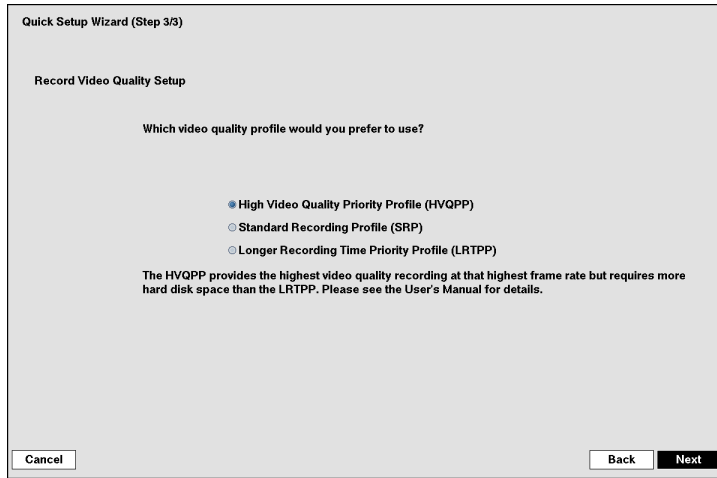 Quick Setup Wizard (Step 3/3)
Record Video Quality Setup
Which video quality profile would you prefer to use?
High Video Quality Priority Profile (HVQPP)
Standard Recording Profile (SRP)
Longer Recording Time Priority Profile (LRTPP)
The HVQPP provides the highest video quality recording at that highest frame rate but requires more
hard disk space than the LRTPP. Please see the User's Manual for details.
Cancel
Back
Next